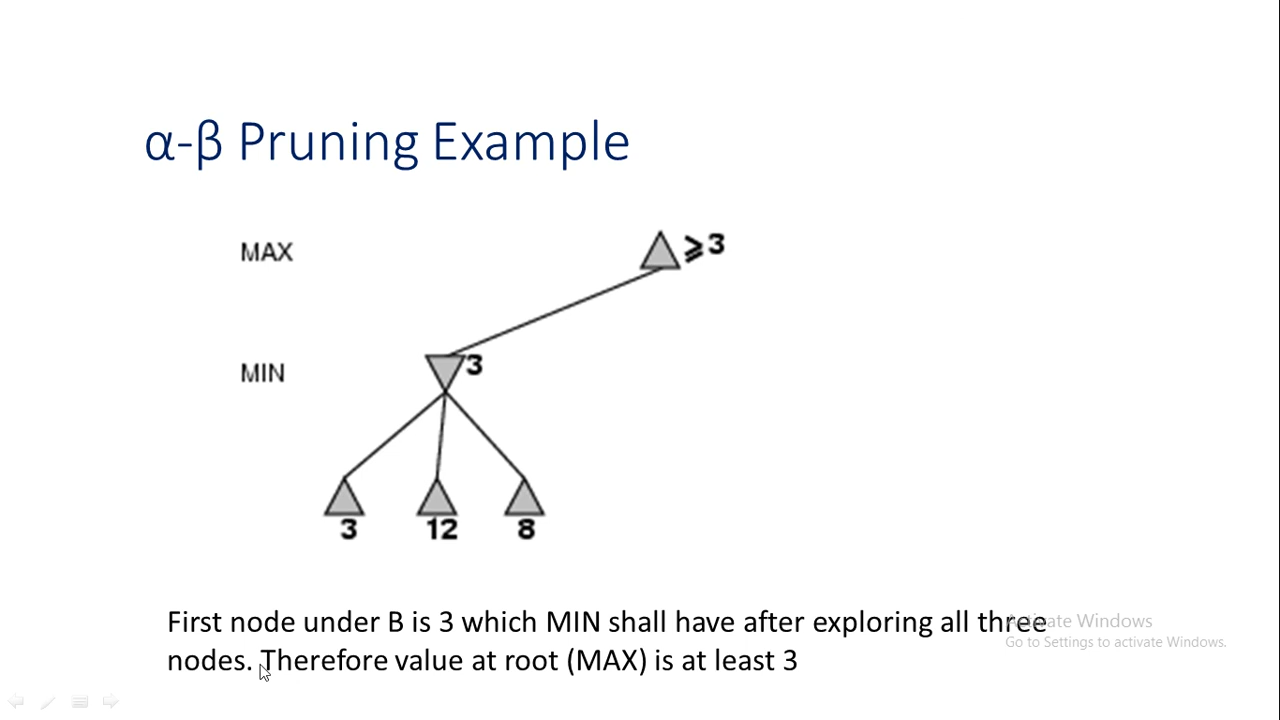 α-β Pruning Example
MAX
⩾3
MIN
3
3
12
8
First node under B is 3 which MIN shall have after exploring all three
nodes. Therefore value at root (MAX) is at least 3
Activate Windows
Go to Settings to activate Windows.